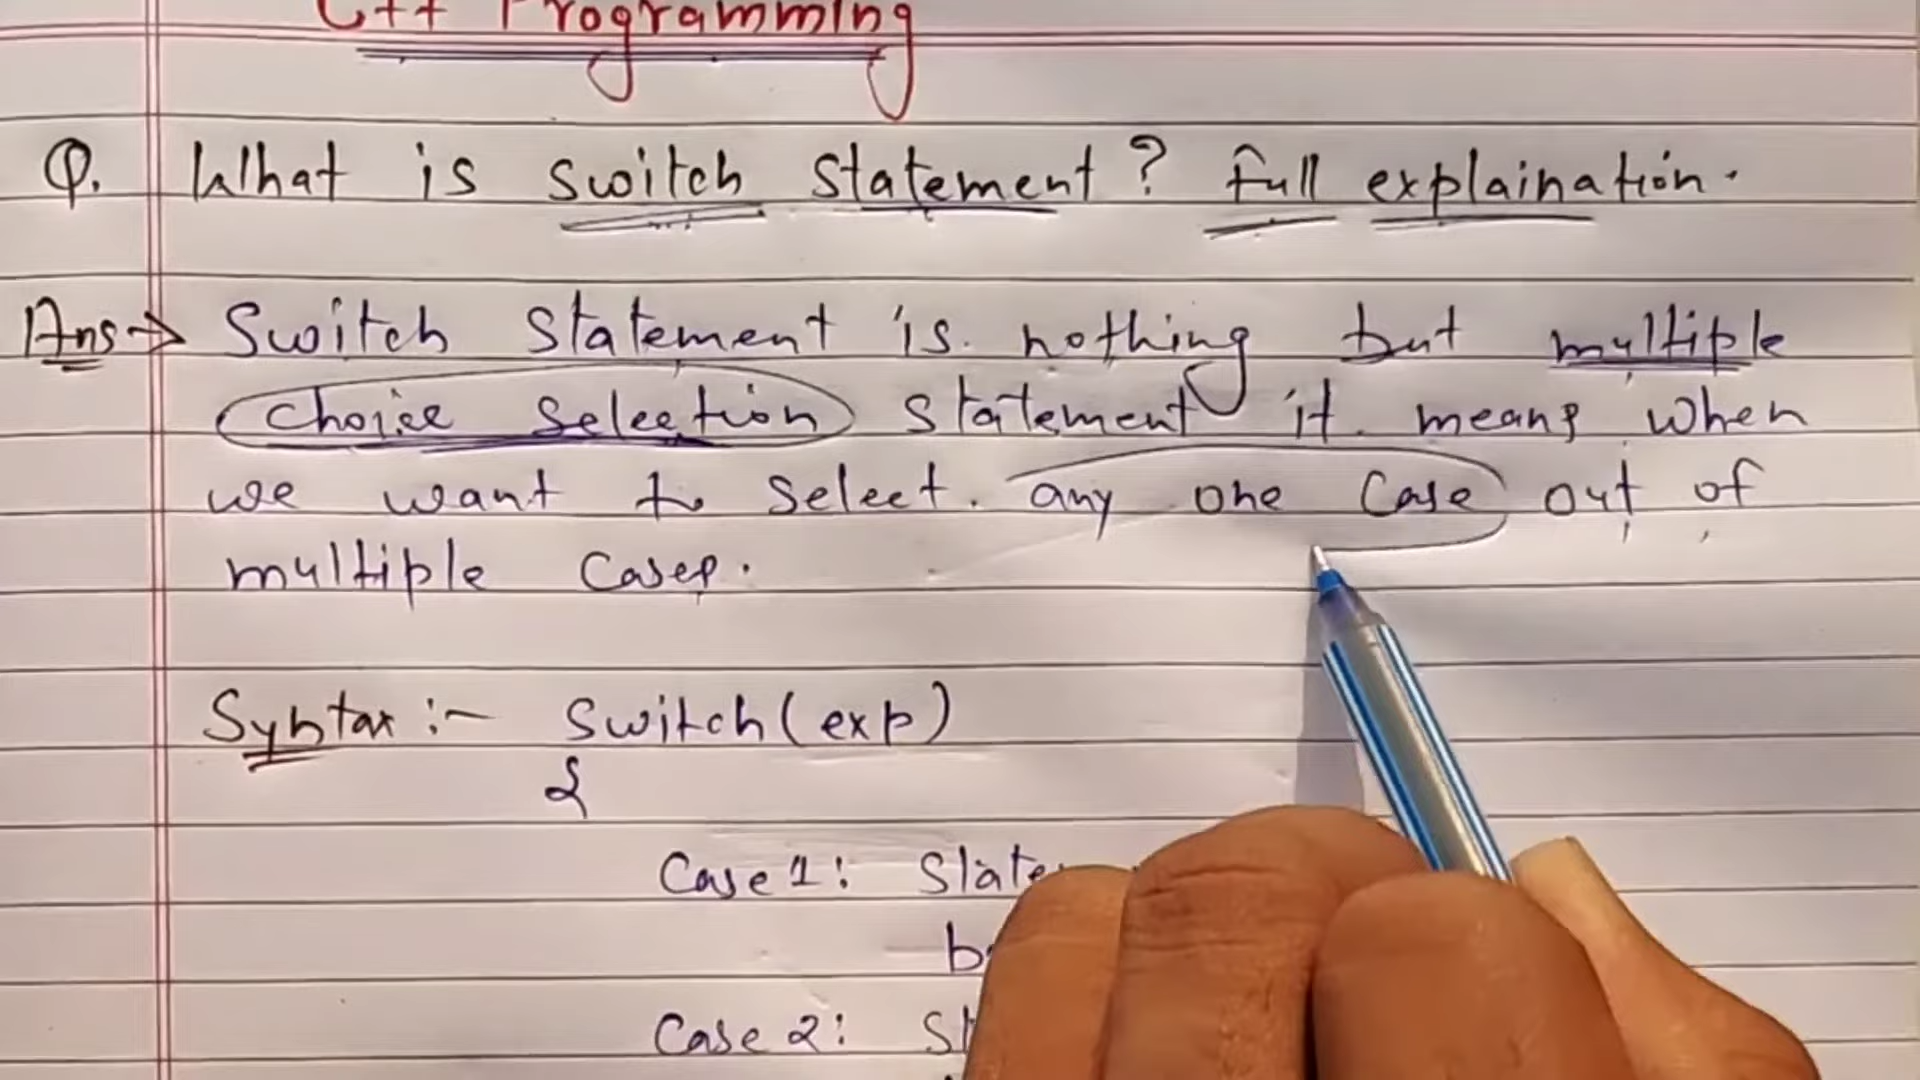 C++ Programming
Q. What is switch statement? Full explaination.
Ans → Switch statement is nothing but multiple
choice selection statement it means when
we want to select any one case out of
multiple cases.
Syntax :- Switch(exp)
{
Case 1:
Case 2: